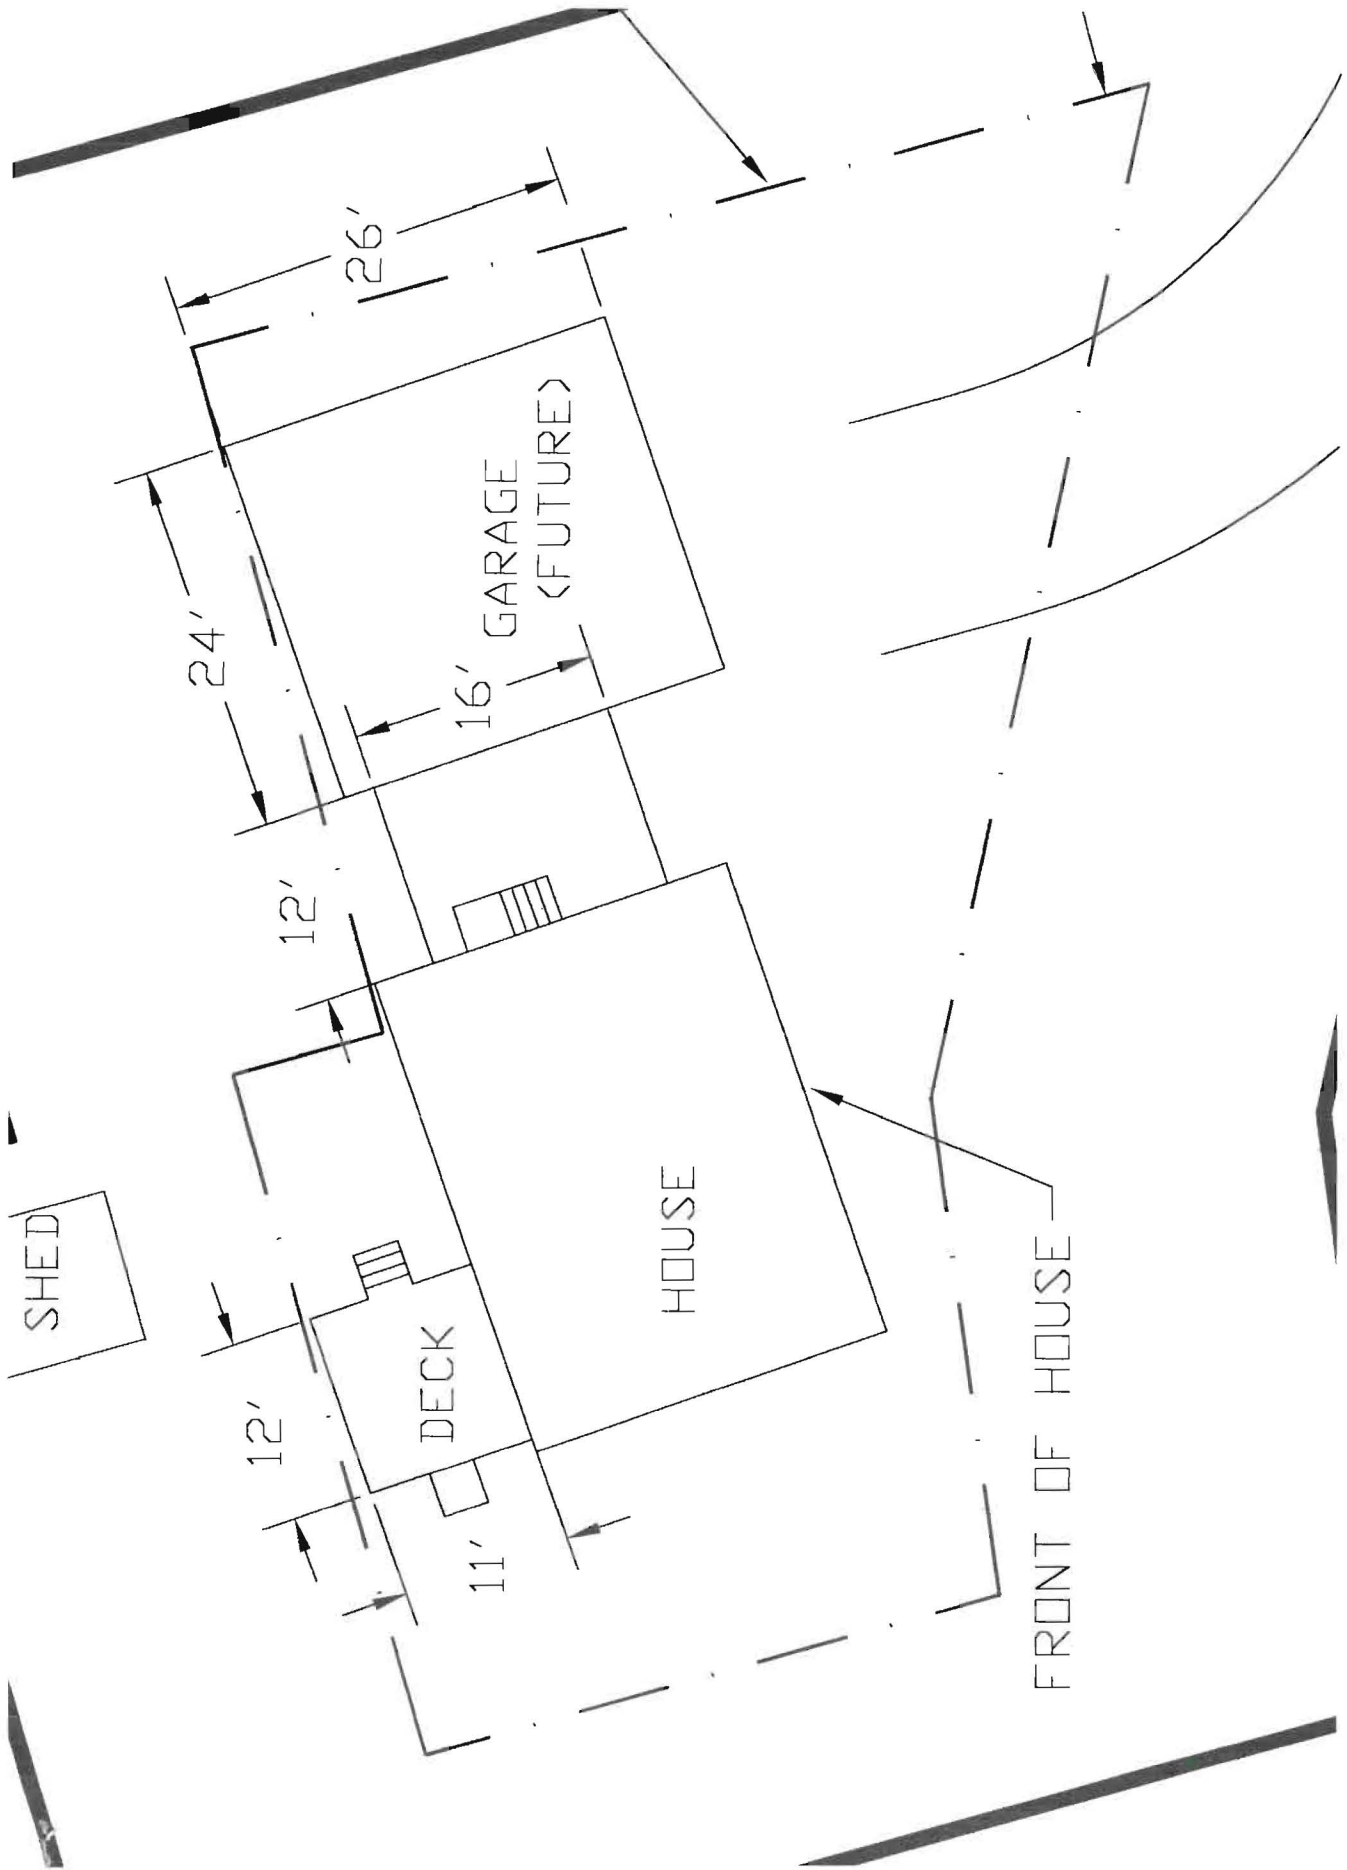 SHED
12'
11'
DECK
HOUSE
12'
24'
16'
26'
GARAGE
(FUTURE)
FRONT OF HOUSE